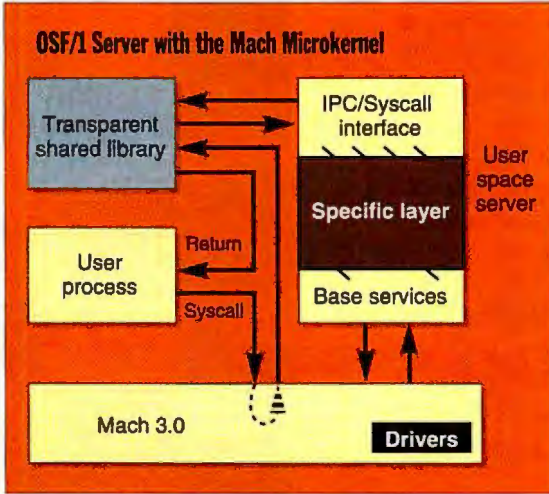 OSF/1 Server with the Mach Microkernel
Transparent
shared library
IPC/Syscall
interface
User
space
server
Specific layer
Return
User
process
Syscall
Base services
Mach 3.0
Drivers